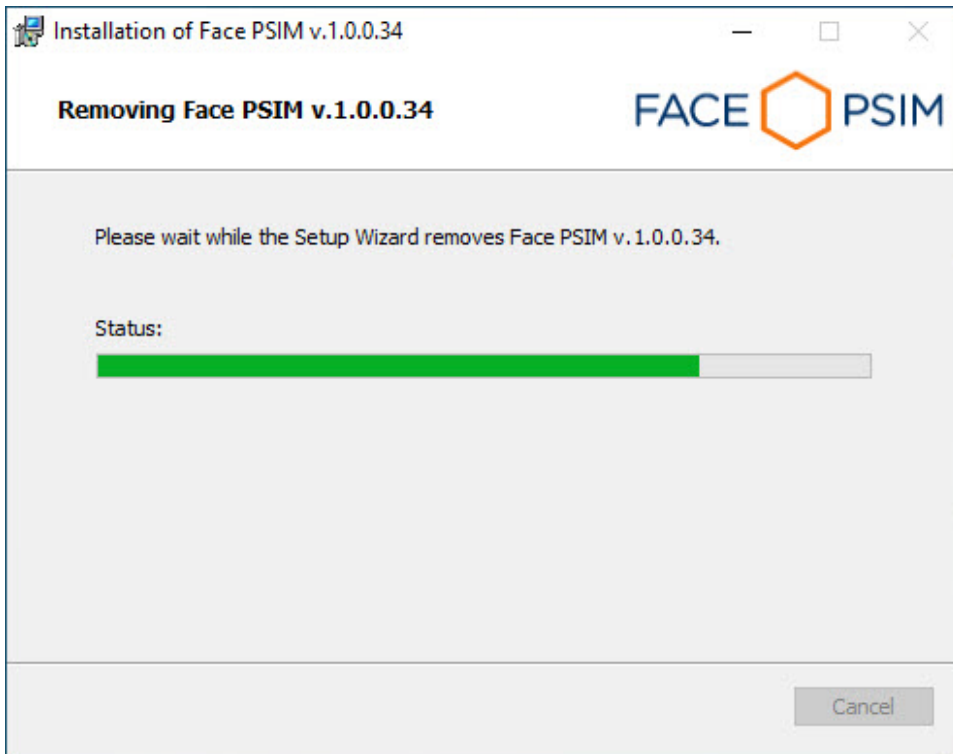 Installation of Face PSIM v.1.0.0.34
Removing Face PSIM v.1.0.0.34
FACE PSIM
Please wait while the Setup Wizard removes Face PSIM v.1.0.0.34.
Status:
Cancel